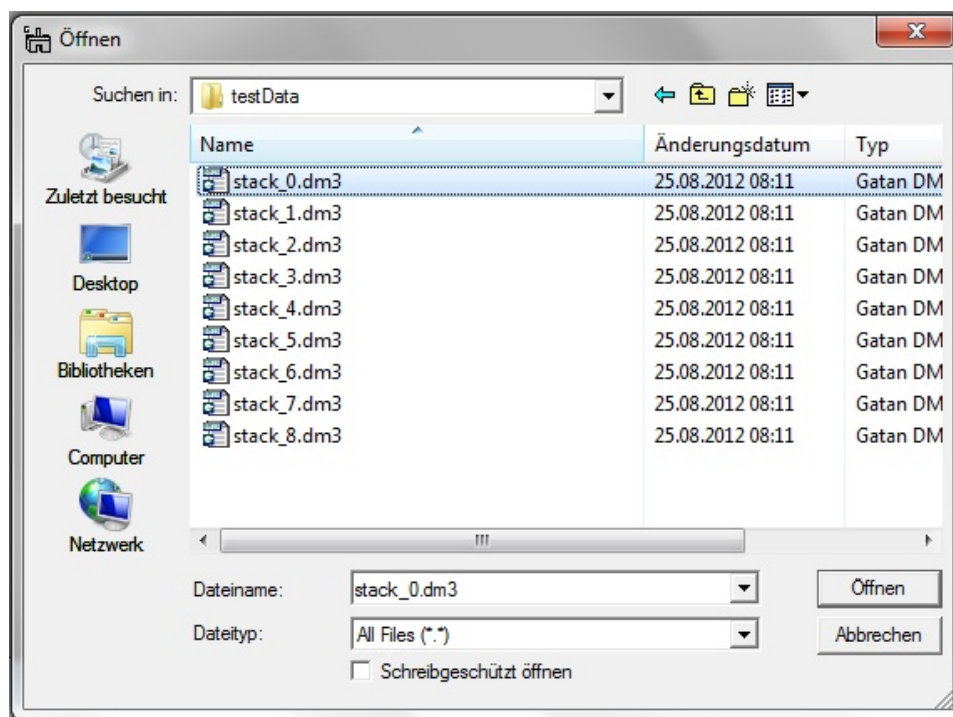 Öffnen
Suchen in: testData
Name Änderungsdatum Typ
stack_0.dm3 25.08.2012 08:11 Gatan DM
stack_1.dm3 25.08.2012 08:11 Gatan DM
stack_2.dm3 25.08.2012 08:11 Gatan DM
stack_3.dm3 25.08.2012 08:11 Gatan DM
stack_4.dm3 25.08.2012 08:11 Gatan DM
stack_5.dm3 25.08.2012 08:11 Gatan DM
stack_6.dm3 25.08.2012 08:11 Gatan DM
stack_7.dm3 25.08.2012 08:11 Gatan DM
stack_8.dm3 25.08.2012 08:11 Gatan DM
Zuletzt besucht
Desktop
Bibliotheken
Computer
Netzwerk
Dateiname: stack_0.dm3 Öffnen
Dateityp: All Files (*.*) Abbrechen
Schreibgeschützt öffnen